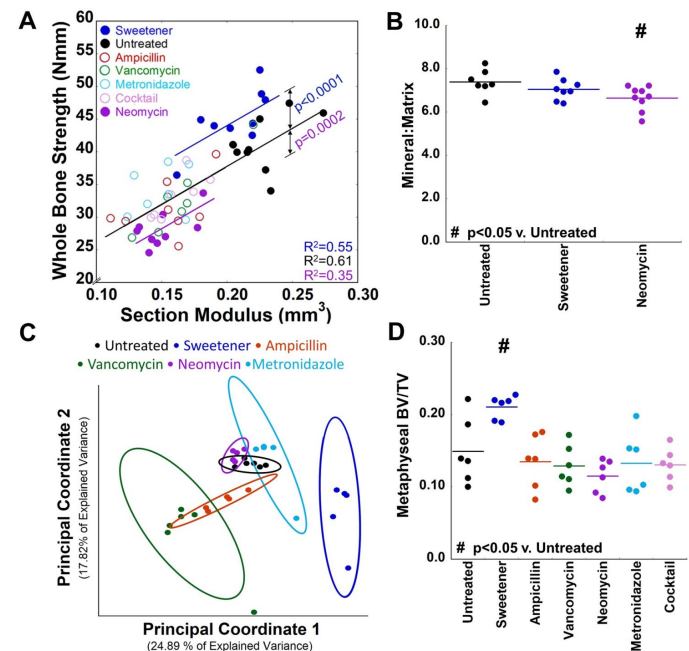 A
Whole Bone Strength (Nmm)
60
55
50
45
40
35
30
25
20
Sweetener
Untreated
Ampicillin
Vancomycin
Metronidazole
Cocktail
Neomycin
p<0.0001
p=0.0002
R²=0.55
R²=0.61
R²=0.35
0.10 0.15 0.20 0.25 0.30
Section Modulus (mm³)
B
Mineral:Matrix
10.0
8.0
6.0
4.0
2.0
0.0
#
# p<0.05 v. Untreated
Untreated
Sweetener
Neomycin
C
• Untreated • Sweetener • Ampicillin
• Vancomycin • Neomycin • Metronidazole
Principal Coordinate 2
(17.82% of Explained Variance)
Principal Coordinate 1
(24.89 % of Explained Variance)
D
Metaphyseal BV/TV
0.30
0.20
0.10
0.0
#
# p<0.05 v. Untreated
Untreated
Sweetener
Ampicillin
Vancomycin
Neomycin
Metronidazole
Cocktail